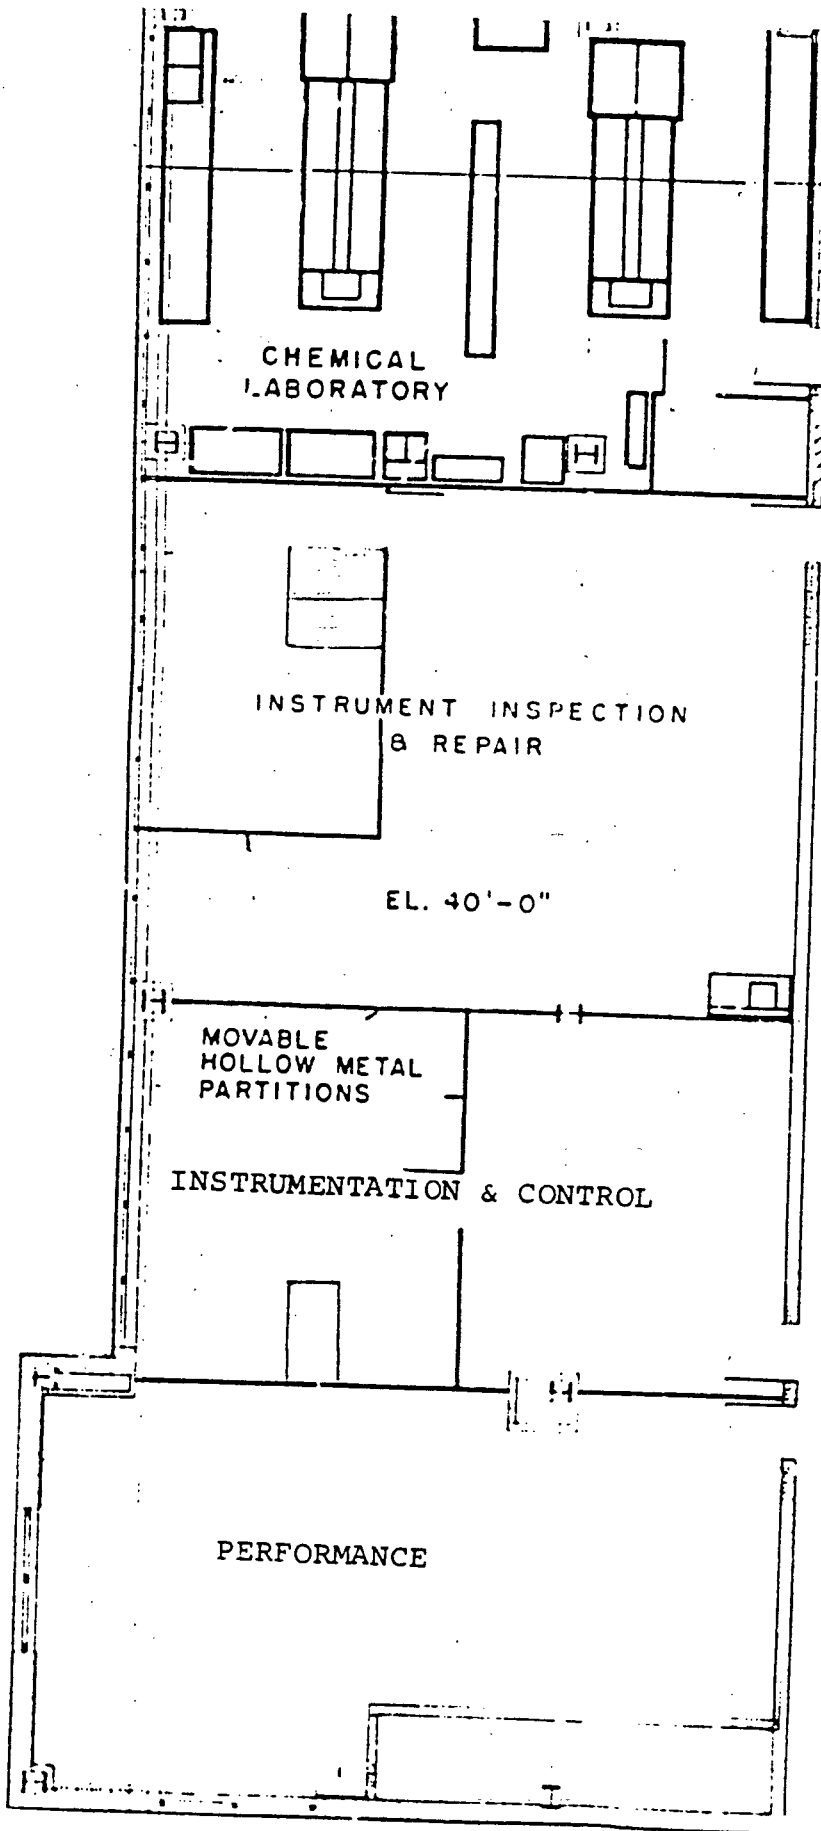 CHEMICAL
LABORATORY
INSTRUMENT INSPECTION
& REPAIR
EL. 40'-0"
MOVABLE
HOLLOW METAL
PARTITIONS
INSTRUMENTATION & CONTROL
PERFORMANCE